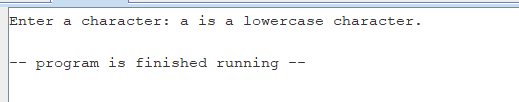 Enter a character: a is a lowercase character.
-- program is finished running --